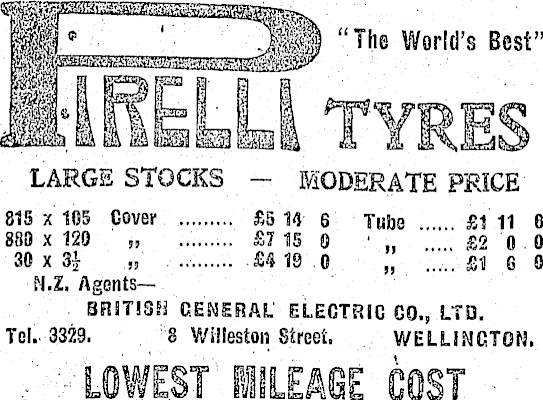 "The World's Best"
PIRELLI TYRES
LARGE STOCKS — MODERATE PRICE
815 x 105 Cover ......... £5 14 6 Tube ...... £1 11 6
880 x 120 ,, ......... £7 15 0 ,, ..... £2 0 0
30 x 3½ ,, ......... £4 19 0 ,, ..... £1 6 0
N.Z. Agents—
BRITISH GENERAL ELECTRIC CO., LTD.
Tel. 3329. 8 Willeston Street. WELLINGTON.
LOWEST MILEAGE COST